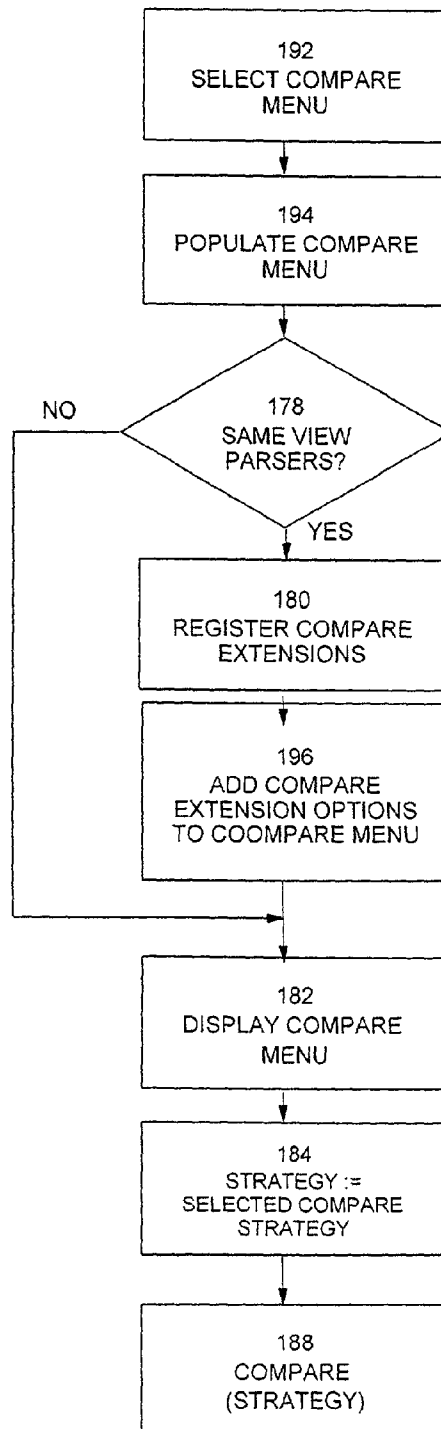 192
SELECT COMPARE
MENU
194
POPULATE COMPARE
MENU
NO
178
SAME VIEW
PARSERS?
YES
180
REGISTER COMPARE
EXTENSIONS
196
ADD COMPARE
EXTENSION OPTIONS
TO COOMPARE MENU
182
DISPLAY COMPARE
MENU
184
STRATEGY :=
SELECTED COMPARE
STRATEGY
188
COMPARE
(STRATEGY)